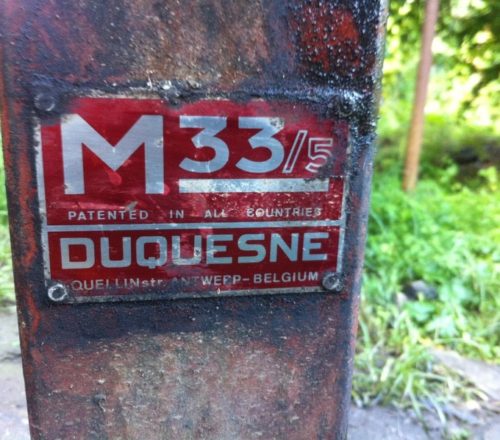 M33/5
PATENTED IN ALL COUNTRIES
DUQUESNE
QUELLINstr. ANTWERP-BELGIUM